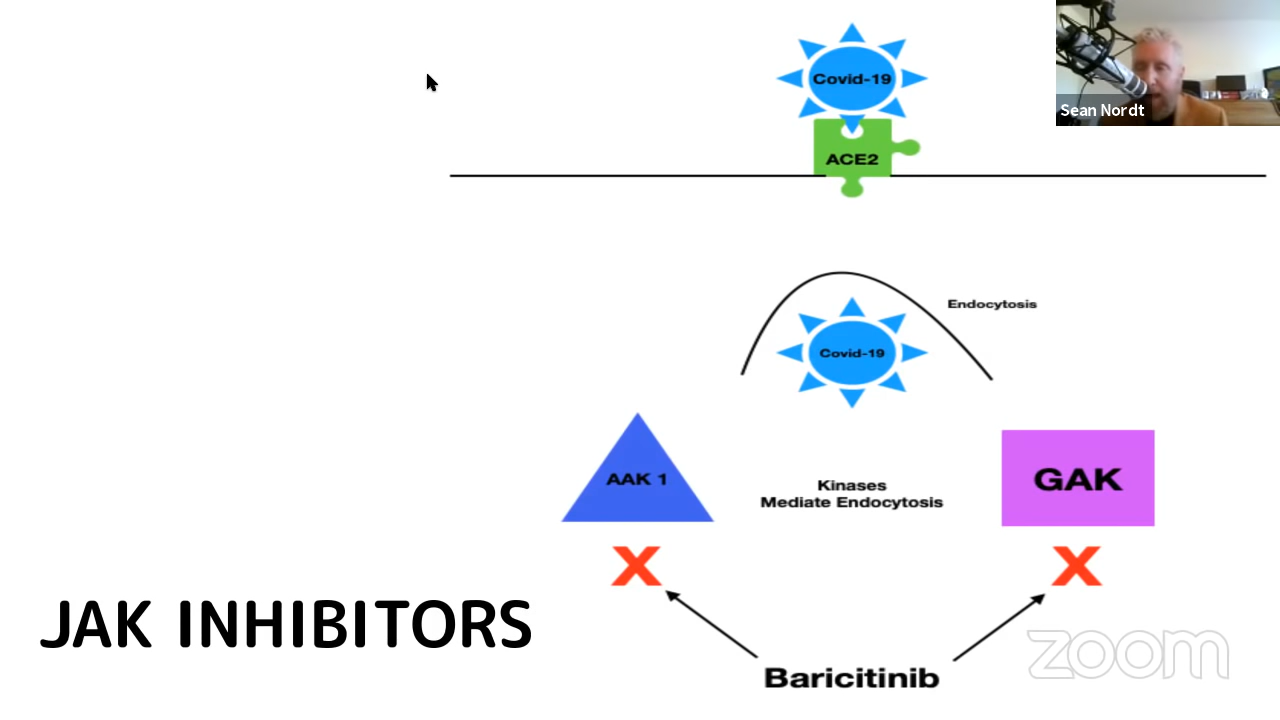 Covid-19
Sean Nordt
ACE2
Endocytosis
Covid-19
AAK 1
Kinases
Mediate Endocytosis
GAK
X
X
JAK INHIBITORS
Baricitinib
zoom